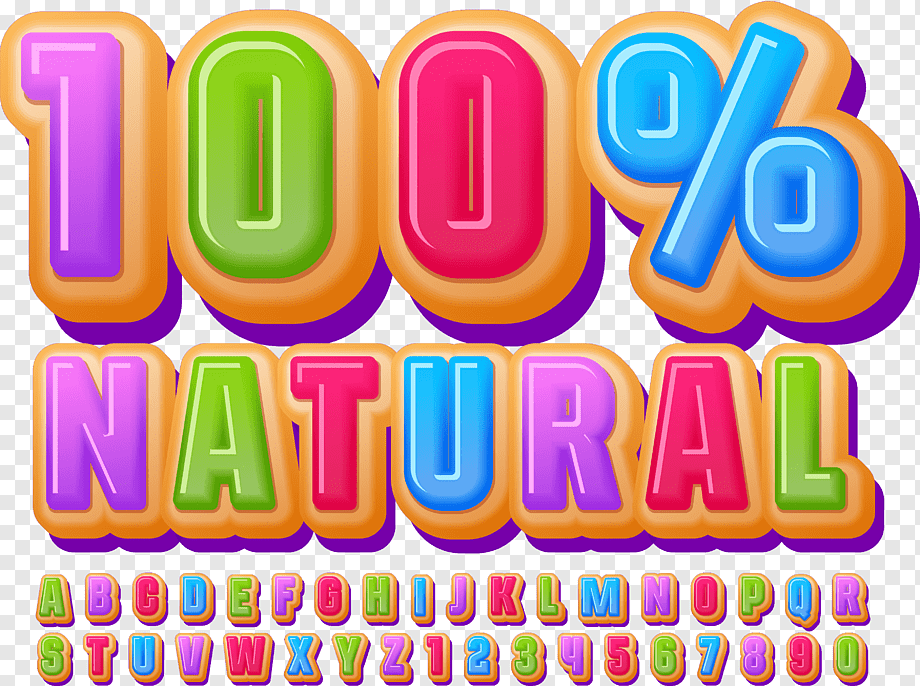 100%
NATURAL
ABCDEFGHIJKLMNOPQR
STUVWXYZ1234567890